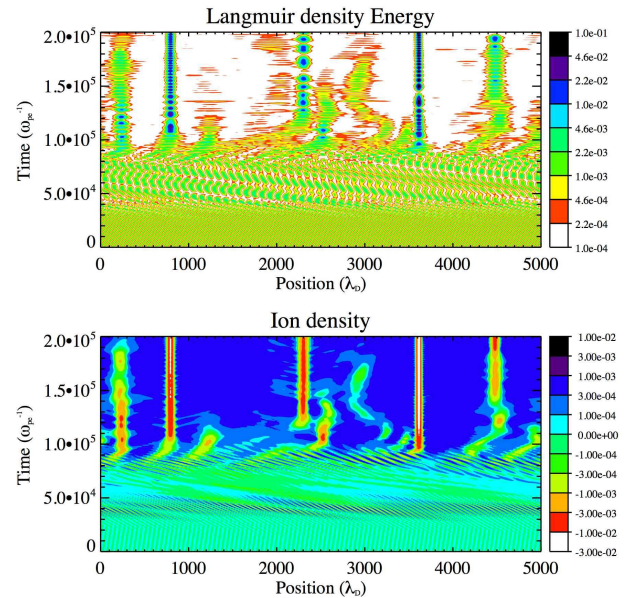 Langmuir density Energy
2.0•10⁵
1.5•10⁵
1.0•10⁵
5.0•10⁴
0
Time (ωpe⁻¹)
0 1000 2000 3000 4000 5000
Position (λD)
1.0e-01
4.6e-02
2.2e-02
1.0e-02
4.6e-03
2.2e-03
1.0e-03
4.6e-04
2.2e-04
1.0e-04
Ion density
2.0•10⁵
1.5•10⁵
1.0•10⁵
5.0•10⁴
0
Time (ωpe⁻¹)
0 1000 2000 3000 4000 5000
Position (λD)
1.00e-02
3.00e-03
1.00e-03
3.00e-04
1.00e-04
0.00e+00
-1.00e-04
-3.00e-04
-1.00e-03
-3.00e-03
-1.00e-02
-3.00e-02